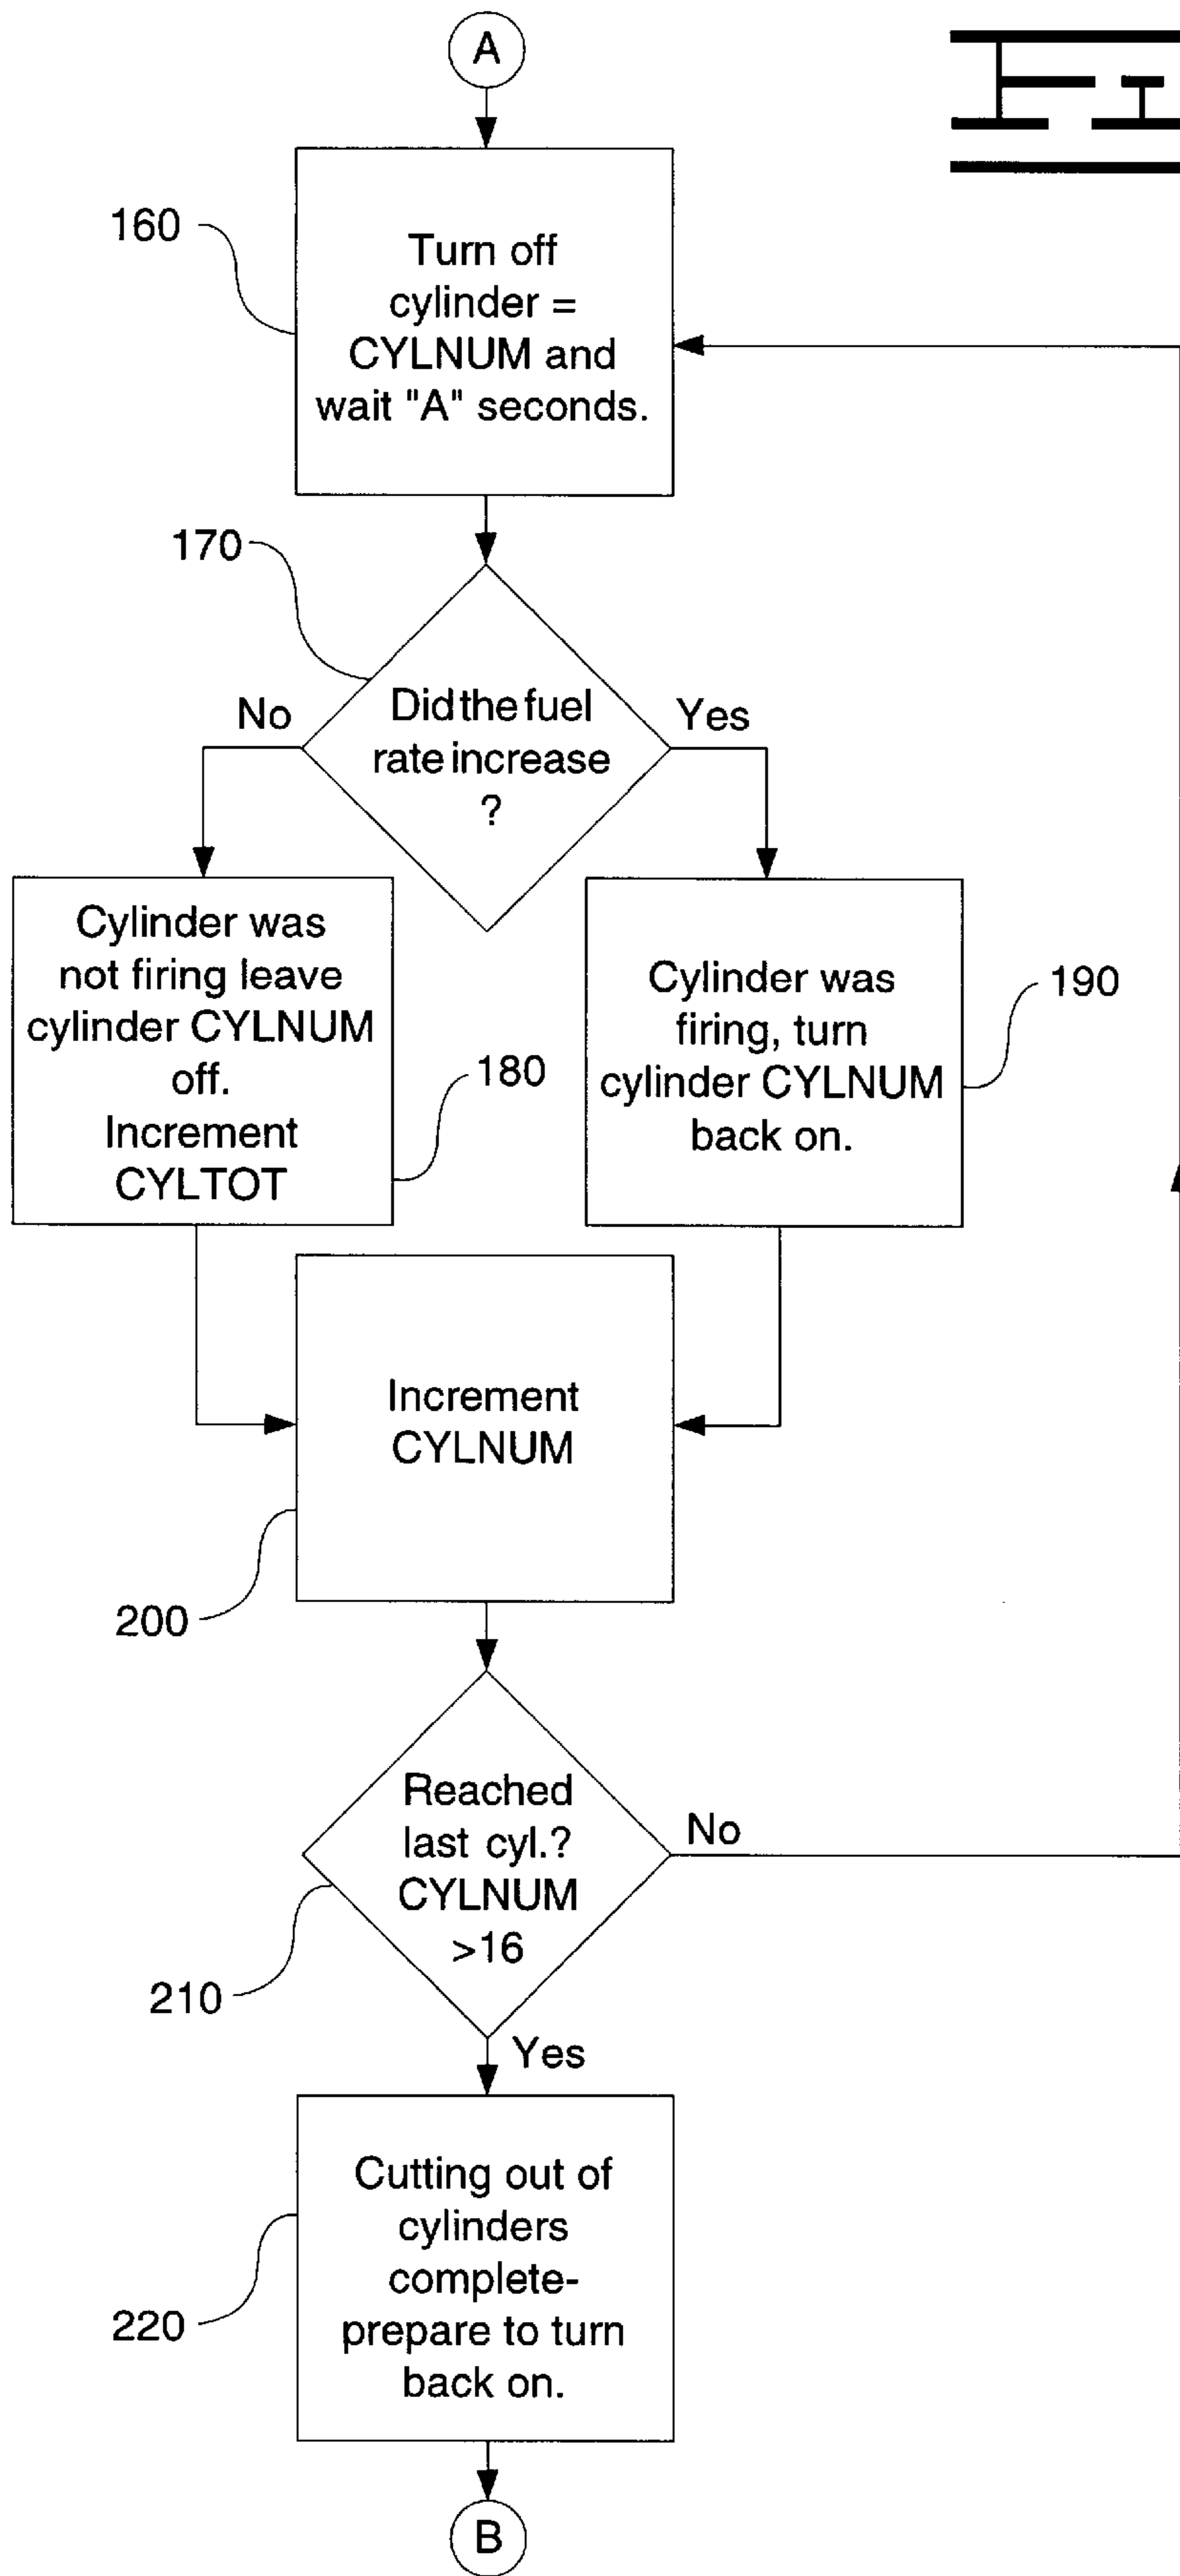 A
160
Turn off
cylinder =
CYLNUM and
wait "A" seconds.
170
No
Did the fuel
rate increase
?
Yes
Cylinder was
not firing leave
cylinder CYLNUM
off.
Increment
CYLTOT
180
Cylinder was
firing, turn
cylinder CYLNUM
back on.
190
Increment
CYLNUM
200
Reached
last cyl.?
CYLNUM
>16
No
210
Yes
Cutting out of
cylinders
complete-
prepare to turn
back on.
220
B